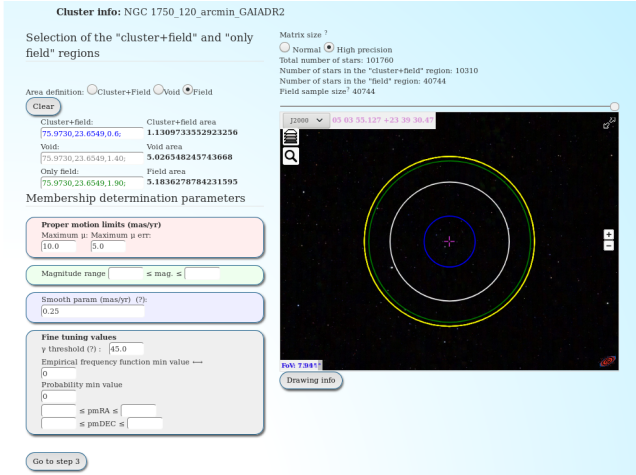 Cluster info: NGC 1750_120_arcmin_GAIADR2
Selection of the "cluster+field" and "only
field" regions
Area definition: Cluster+Field Void Field
Clear
Cluster+field: Cluster+field area
75.9730,23.6549,0.6; 1.1309733552923256
Void: Void area
75.9730,23.6549,1.40; 5.026548245743668
Only field: Field area
75.9730,23.6549,1.90; 5.1836278784231595
Membership determination parameters
Proper motion limits (mas/yr)
Maximum μ: Maximum μ err:
10.0 5.0
Magnitude range ≤ mag. ≤
Smooth param (mas/yr) (?):
0.25
Fine tuning values
γ threshold (?) : 45.0
Empirical frequency function min value ⟷
0
Probability min value
0
≤ pmRA ≤
≤ pmDEC ≤
Go to step 3
Matrix size ?
Normal High precision
Total number of stars: 101760
Number of stars in the "cluster+field" region: 10310
Number of stars in the "field" region: 40744
Field sample size? 40744
J2000 05 03 55.127 +23 39 30.47
+
−
FoV:
Drawing info